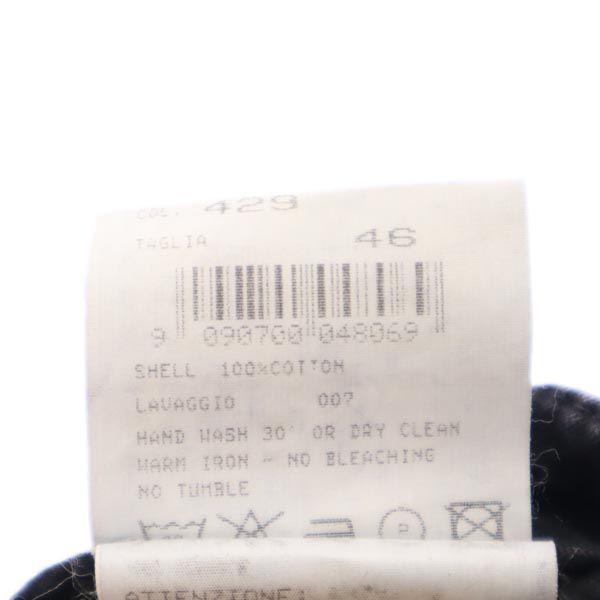 COL. 429
TAGLIA 46
9 090700 048069
SHELL 100%COTTON
LAVAGGIO 007
HAND WASH 30° OR DRY CLEAN
WARM IRON - NO BLEACHING
NO TUMBLE
P
ATTENZIONE: